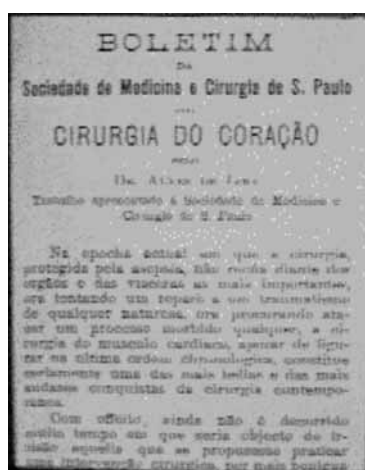 BOLETIM
DA
Sociedade de Medicina e Cirurgia de S. Paulo
CIRURGIA DO CORAÇÃO
PELO
DR. ALVES DE LIMA
Trabalho apresentado á Sociedade de Medicina e
Cirurgia de S. Paulo
Na epocha actual em que a cirurgia,
protegida pela asepsia, não recúa diante dos
orgãos e das visceras as mais importantes,
ora tentando um reparo a um traumatismo
de qualquer natureza, ora procurando ata-
car um processo morbido qualquer, a ci-
rurgia do musculo cardiaco, apezar de figu-
rar na ultima ordem chronologica, constitue
certamente uma das mais bellas e das mais
audazes conquistas da cirurgia contempo-
ranea.
Com effeito, ainda não é decorrido
muito tempo em que seria objecto de ir-
risão aquelle que se propuzesse praticar
uma intervenção cirurgica, por mais